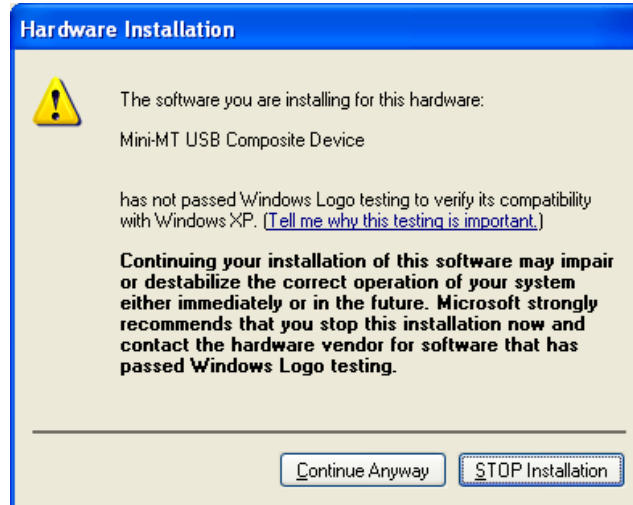 Hardware Installation
The software you are installing for this hardware:
Mini-MT USB Composite Device
has not passed Windows Logo testing to verify its compatibility
with Windows XP. (Tell me why this testing is important.)
Continuing your installation of this software may impair
or destabilize the correct operation of your system
either immediately or in the future. Microsoft strongly
recommends that you stop this installation now and
contact the hardware vendor for software that has
passed Windows Logo testing.
Continue Anyway STOP Installation